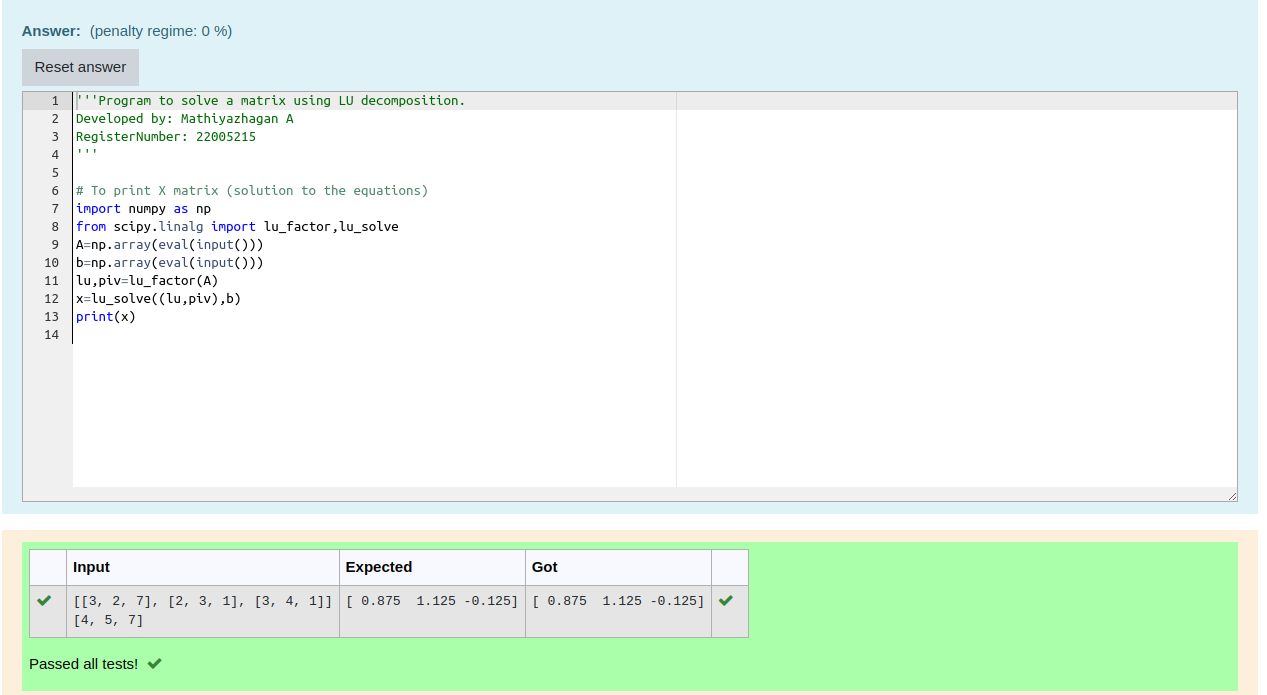 Answer: (penalty regime: 0 %)
Reset answer
1 '''Program to solve a matrix using LU decomposition.
2 Developed by: Mathiyazhagan A
3 RegisterNumber: 22005215
4 '''
5
6 # To print X matrix (solution to the equations)
7 import numpy as np
8 from scipy.linalg import lu_factor,lu_solve
9 A=np.array(eval(input()))
10 b=np.array(eval(input()))
11 lu,piv=lu_factor(A)
12 x=lu_solve((lu,piv),b)
13 print(x)
14
Input Expected Got
[[3, 2, 7], [2, 3, 1], [3, 4, 1]] [ 0.875  1.125 -0.125] [ 0.875  1.125 -0.125]
[4, 5, 7]
Passed all tests!